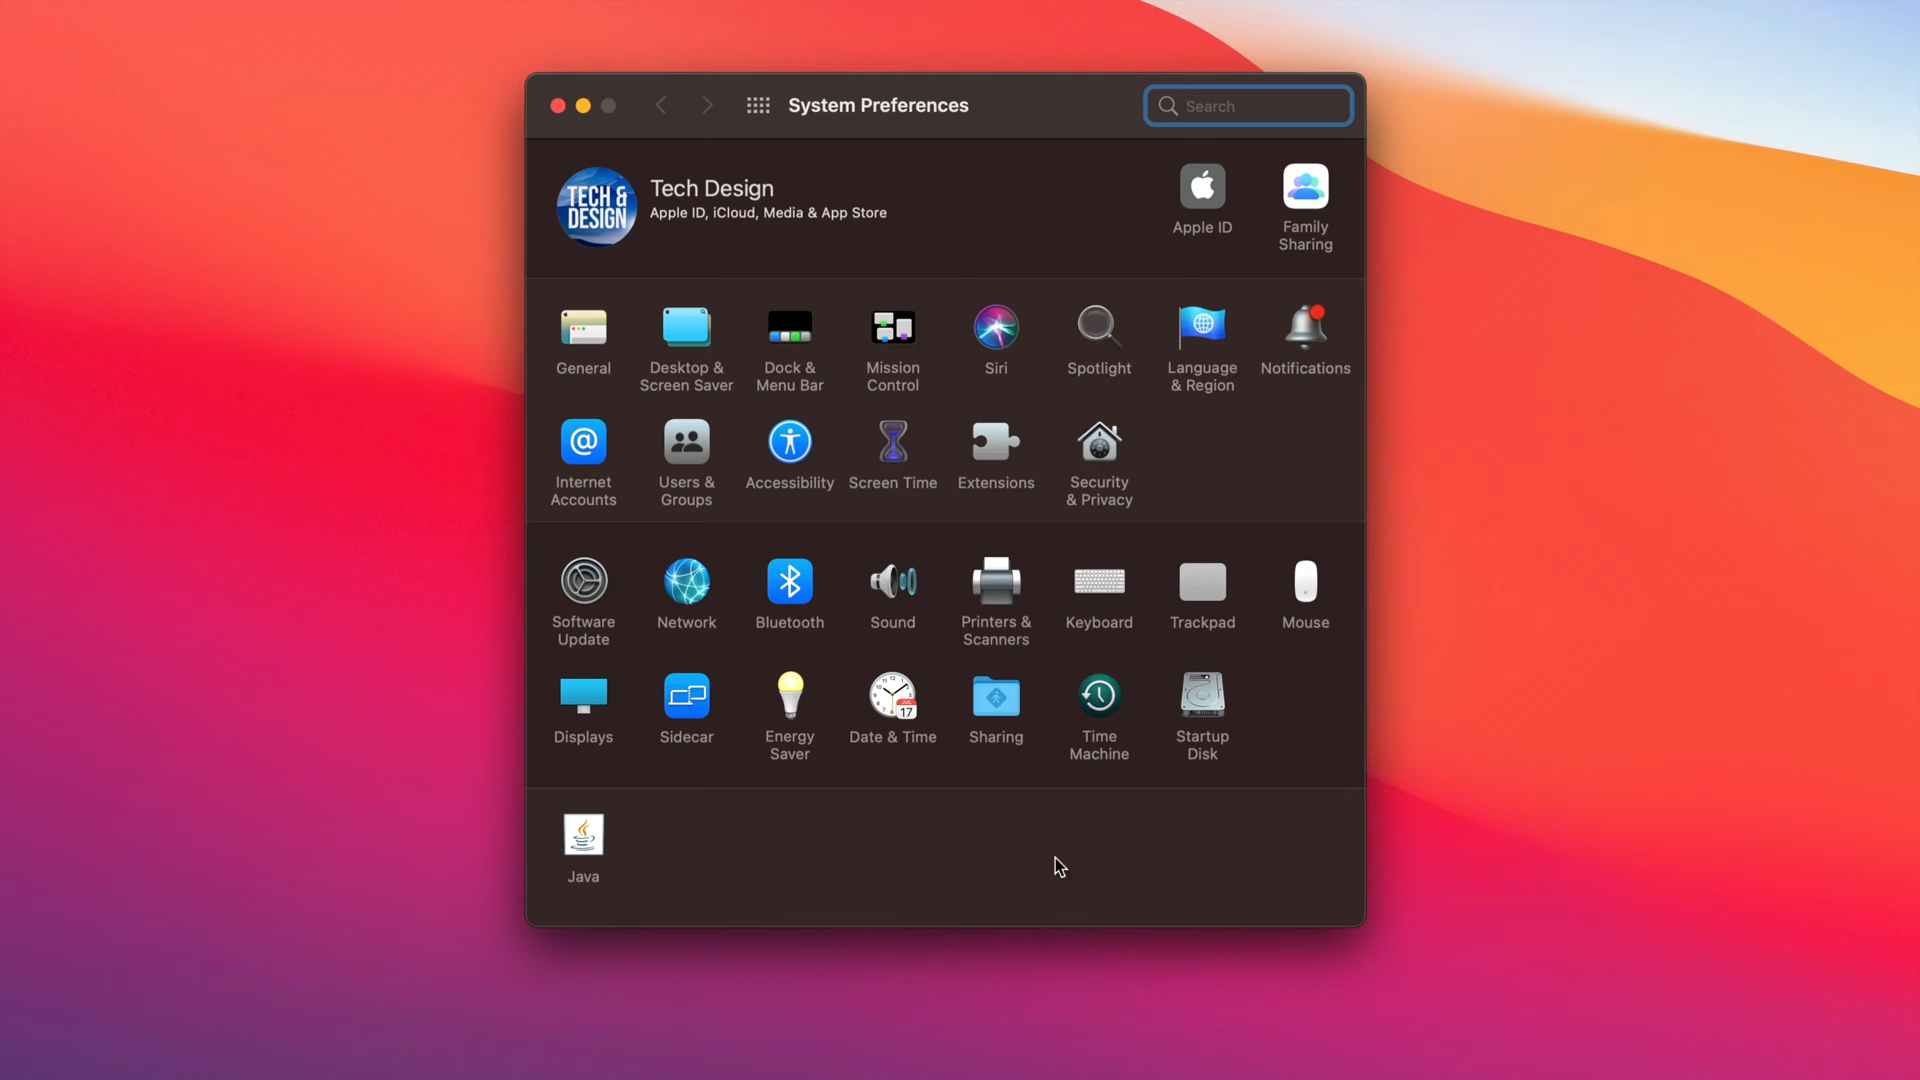 System Preferences
Search
TECH &
DESIGN
Tech Design
Apple ID, iCloud, Media & App Store
Apple ID
Family
Sharing
General
Desktop &
Screen Saver
Dock &
Menu Bar
Mission
Control
Siri
Spotlight
Language
& Region
Notifications
@
Internet
Accounts
Users &
Groups
Accessibility
Screen Time
Extensions
Security
& Privacy
Software
Update
Network
Bluetooth
Sound
Printers &
Scanners
Keyboard
Trackpad
Mouse
Displays
Sidecar
Energy
Saver
JUL
17
Date & Time
Sharing
Time
Machine
Startup
Disk
Java